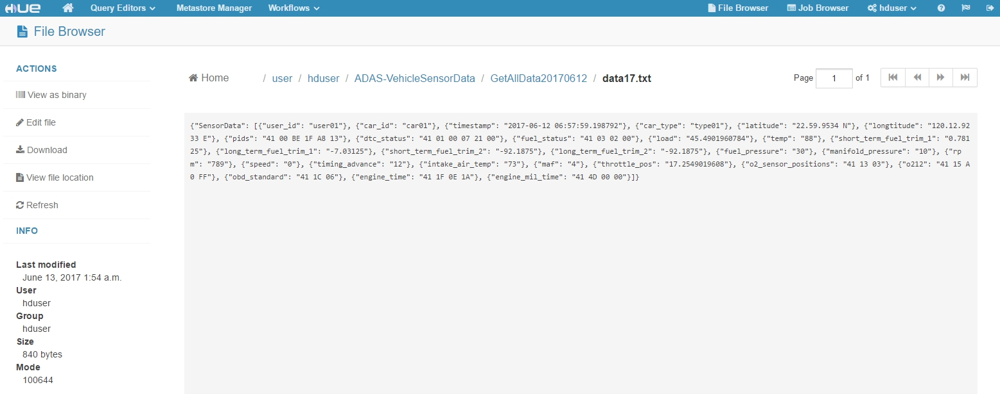 HUE Query Editors Metastore Manager Workflows File Browser Job Browser hduser
File Browser
ACTIONS
View as binary
Edit file
Download
View file location
Refresh
INFO
Last modified
June 13, 2017 1:54 a.m.
User
hduser
Group
hduser
Size
840 bytes
Mode
100644
Home / user / hduser / ADAS-VehicleSensorData / GetAllData20170612 / data17.txt
Page 1 of 1
{"SensorData": [{"user_id": "user01"}, {"car_id": "car01"}, {"timestamp": "2017-06-12 06:57:59.198792"}, {"car_type": "type01"}, {"latitude": "22.59.9534 N"}, {"longtitude": "120.12.92
33 E"}, {"pids": "41 00 BE 1F A8 13"}, {"dtc_status": "41 01 00 07 21 00"}, {"fuel_status": "41 03 02 00"}, {"load": "45.4901960784"}, {"temp": "88"}, {"short_term_fuel_trim_1": "0.781
25"}, {"long_term_fuel_trim_1": "-7.03125"}, {"short_term_fuel_trim_2": "-92.1875"}, {"long_term_fuel_trim_2": "-92.1875"}, {"fuel_pressure": "30"}, {"manifold_pressure": "10"}, {"rp
m": "789"}, {"speed": "0"}, {"timing_advance": "12"}, {"intake_air_temp": "73"}, {"maf": "4"}, {"throttle_pos": "17.2549019608"}, {"o2_sensor_positions": "41 13 03"}, {"o212": "41 15 A
0 FF"}, {"obd_standard": "41 1C 06"}, {"engine_time": "41 1F 0E 1A"}, {"engine_mil_time": "41 4D 00 00"}]}